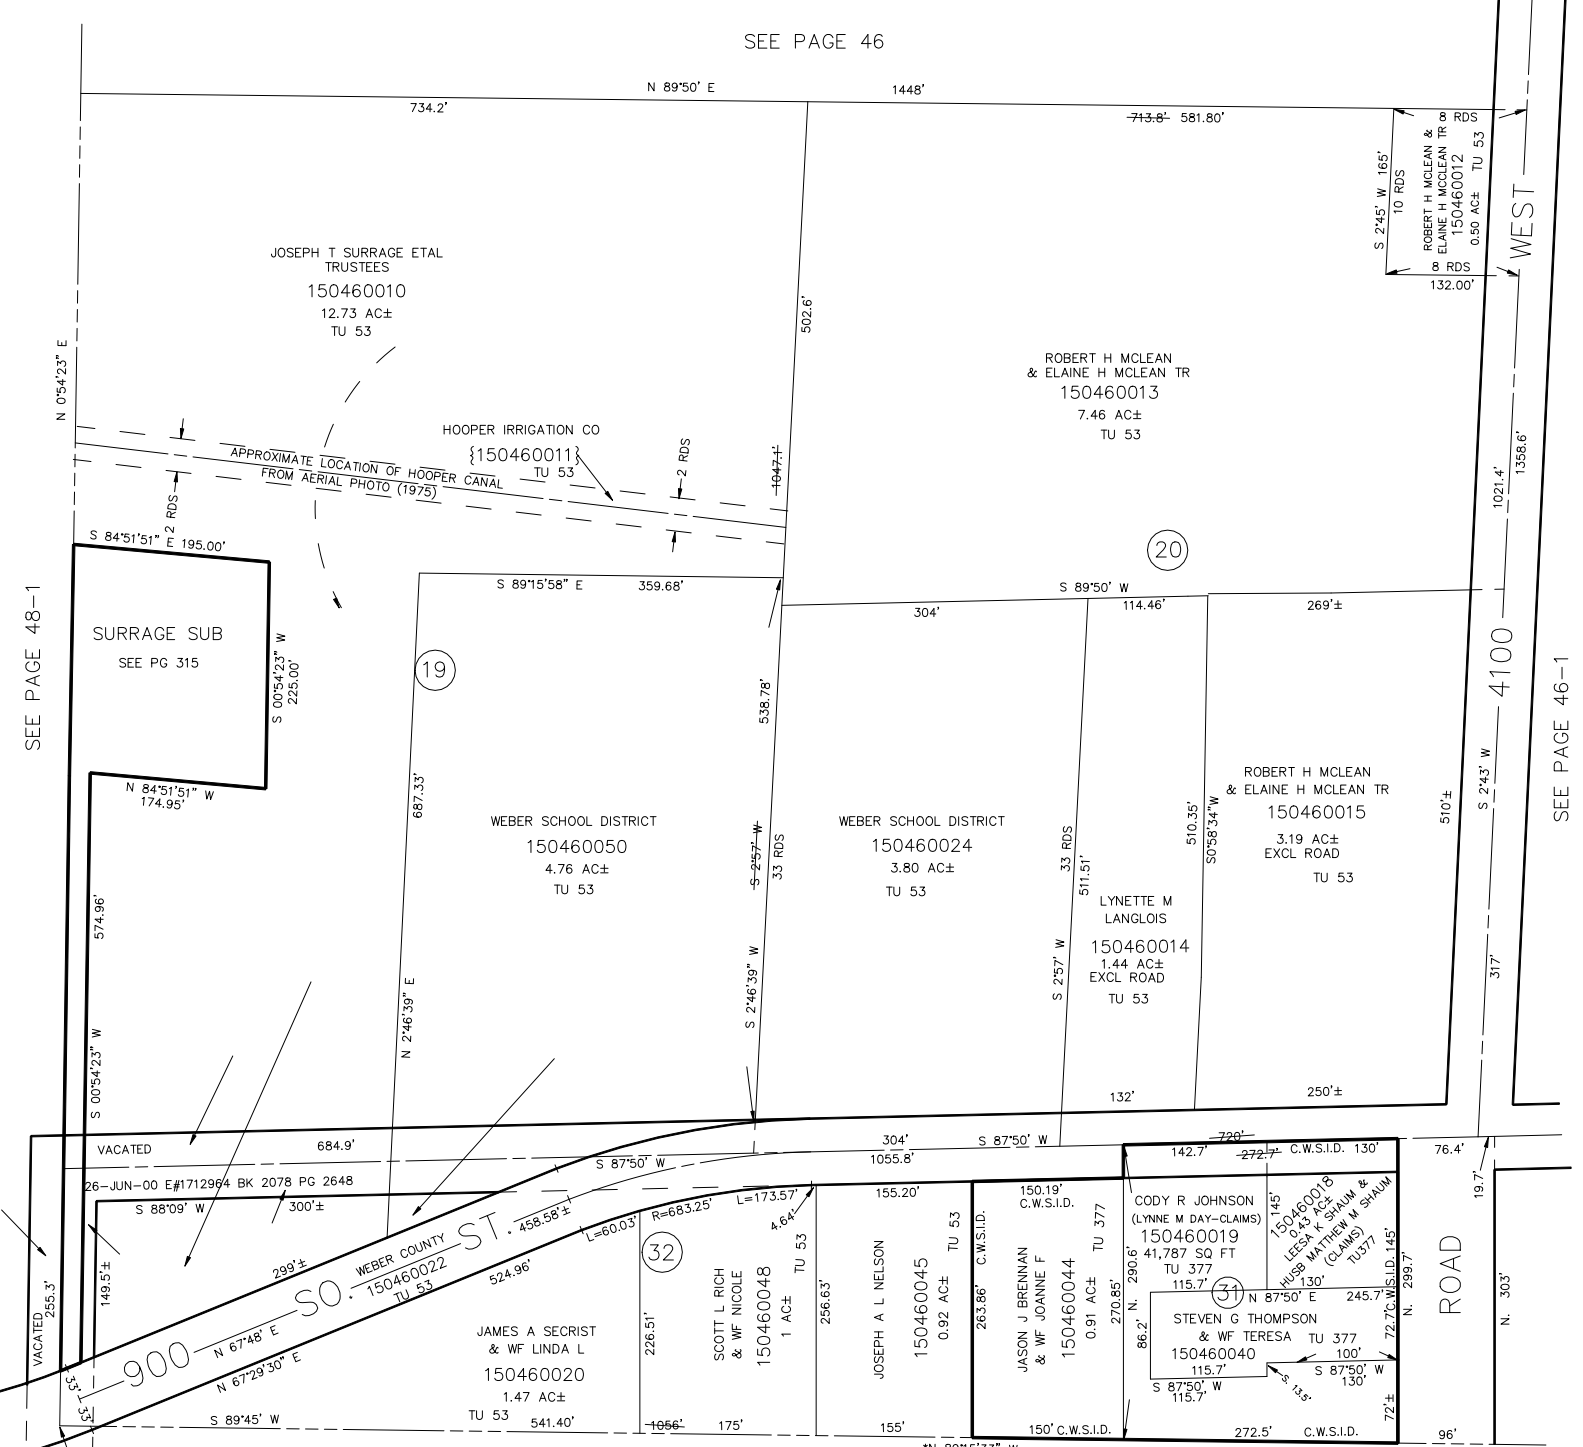 SEE PAGE 46
N 89°50' E
1448'
734.2'
713.8' 581.80'
8 RDS
S 2°45' W 165'
10 RDS
ROBERT H MCLEAN &
ELAINE H MCCLEAN TR
150460012
0.50 AC±
TU 53
8 RDS
132.00'
WEST
JOSEPH T SURRAGE ETAL
TRUSTEES
150460010
12.73 AC±
TU 53
502.6'
N 0°54'23" E
ROBERT H MCLEAN
& ELAINE H MCLEAN TR
150460013
7.46 AC±
TU 53
HOOPER IRRIGATION CO
{150460011}
TU 53
APPROXIMATE LOCATION OF HOOPER CANAL
FROM AERIAL PHOTO (1975)
2 RDS
2 RDS
1047.1'
1021.4'
1358.6'
S 84°51'51" E 195.00'
20
S 89°15'58" E
359.68'
S 89°50' W
304'
114.46'
269'±
SEE PAGE 48-1
SURRAGE SUB
SEE PG 315
S 00°54'23" W
225.00'
19
538.78'
4100
SEE PAGE 46-1
N 84°51'51" W
174.95'
687.33'
WEBER SCHOOL DISTRICT
150460050
4.76 AC±
TU 53
S 2°57' W
33 RDS
WEBER SCHOOL DISTRICT
150460024
3.80 AC±
TU 53
33 RDS
511.51'
510.35'
S0°58'34"W
ROBERT H MCLEAN
& ELAINE H MCLEAN TR
150460015
3.19 AC±
EXCL ROAD
TU 53
510'±
S 2°43' W
LYNETTE M
LANGLOIS
150460014
1.44 AC±
EXCL ROAD
TU 53
574.96'
S 00°54'23" W
N 2°46'39" E
S 2°46'39" W
S 2°57' W
317'
132'
250'±
VACATED
684.9'
S 87°50' W
304'
S 87°50' W
1055.8'
720'
142.7'
272.7'
C.W.S.I.D. 130'
76.4'
26-JUN-00 E#1712964 BK 2078 PG 2648
S 88°09' W
300'±
458.58'±
L=60.03'
R=683.25'
L=173.57'
4.64'
155.20'
150.19'
C.W.S.I.D.
19.7'
VACATED
255.3'
149.5'±
299'±
WEBER COUNTY
150460022
TU 53
900 SO. ST.
524.96'
N 67°48' E
N 67°29'30" E
33'
33'
32
226.51'
SCOTT L RICH
& WF NICOLE
150460048
1 AC±
TU 53
256.63'
JOSEPH A L NELSON
150460045
0.92 AC±
TU 53
263.86'
C.W.S.I.D.
JASON J BRENNAN
& WF JOANNE F
150460044
0.91 AC±
TU 377
270.85'
N. 290.6'
CODY R JOHNSON
(LYNNE M DAY-CLAIMS)
150460019
41,787 SQ FT
TU 377
115.7'
145'
150460018
0.43 AC±
LEESA K SHAUM &
HUSB MATTHEW M SHAUM
(CLAIMS)
TU377
C.W.S.I.D. 145'
N. 299.7'
130'
31
N 87°50' E
245.7'
86.2'
STEVEN G THOMPSON
& WF TERESA TU 377
150460040
100'
72.7'
115.7'
S 87°50' W
130'
S 87°50' W
115.7'
S. 13.5'
72'±
ROAD
N. 303'
JAMES A SECRIST
& WF LINDA L
150460020
1.47 AC±
TU 53
S 89°45' W
541.40'
1056'
175'
155'
150' C.W.S.I.D.
272.5'
C.W.S.I.D.
96'